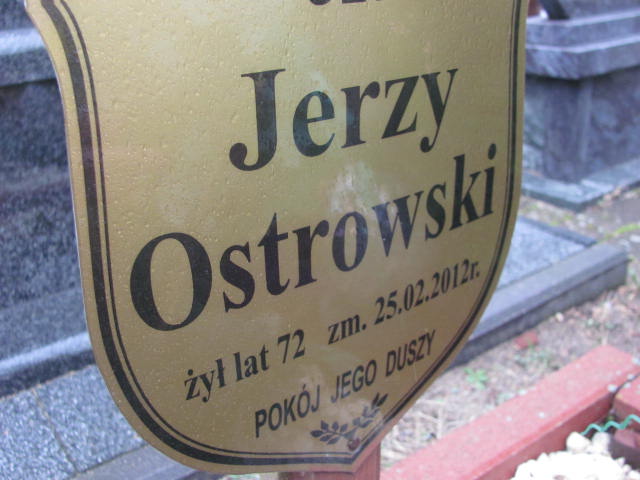 Jerzy
Ostrowski
żył lat 72 zm. 25.02.2012r.
POKÓJ JEGO DUSZY